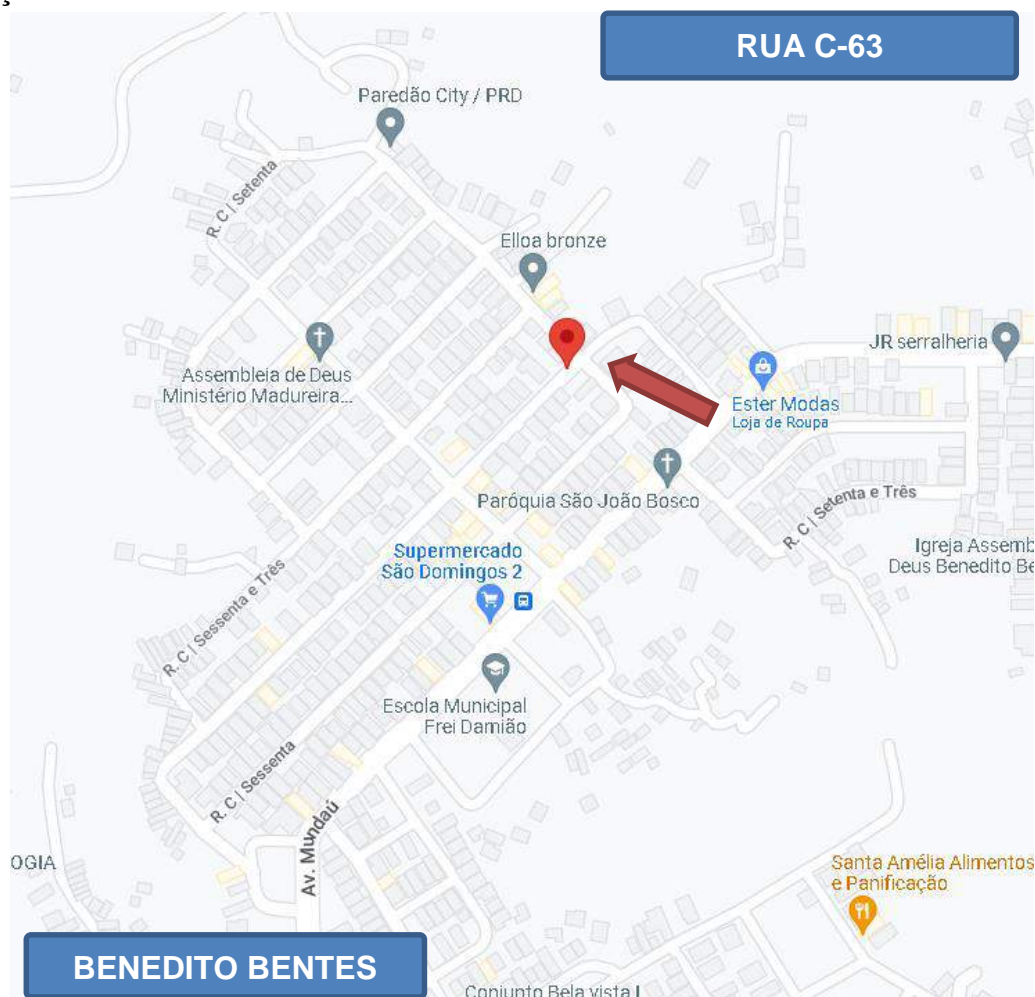 RUA C-63
Paredão City / PRD
R. C | Setenta
Elloa bronze
JR serralheria
Assembleia de Deus
Ministério Madureira...
Ester Modas
Loja de Roupa
Paróquia São João Bosco
R. C | Setenta e Três
Igreja Assemb
Deus Benedito Be
Supermercado
São Domingos 2
R. C | Sessenta e Três
Escola Municipal
Frei Damião
R. C | Sessenta
Av. Mundaú
OGIA
Santa Amélia Alimentos
e Panificação
BENEDITO BENTES
Conjunto Bela vista I